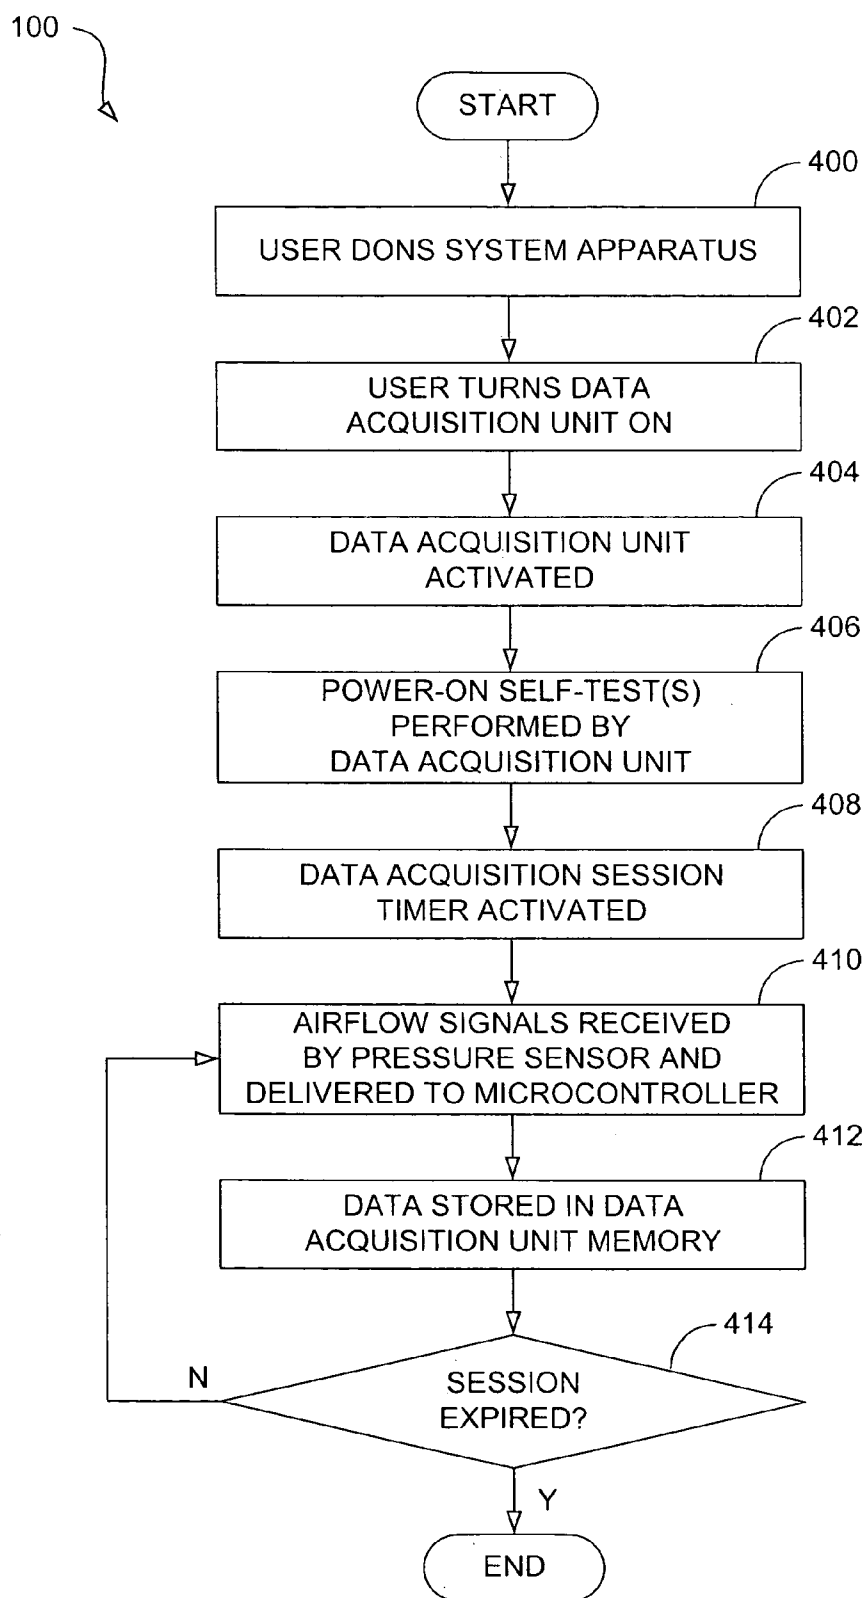 100
START
400
USER DONS SYSTEM APPARATUS
402
USER TURNS DATA
ACQUISITION UNIT ON
404
DATA ACQUISITION UNIT
ACTIVATED
406
POWER-ON SELF-TEST(S)
PERFORMED BY
DATA ACQUISITION UNIT
408
DATA ACQUISITION SESSION
TIMER ACTIVATED
410
AIRFLOW SIGNALS RECEIVED
BY PRESSURE SENSOR AND
DELIVERED TO MICROCONTROLLER
412
DATA STORED IN DATA
ACQUISITION UNIT MEMORY
414
N
SESSION
EXPIRED?
Y
END